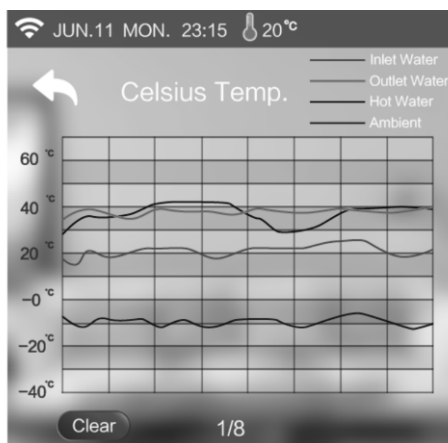 JUN.11 MON. 23:15 20°C
Inlet Water
Outlet Water
Hot Water
Ambient
Celsius Temp.
60 °C
40 °C
20 °C
-0 °C
-20 °C
-40 °C
Clear 1/8